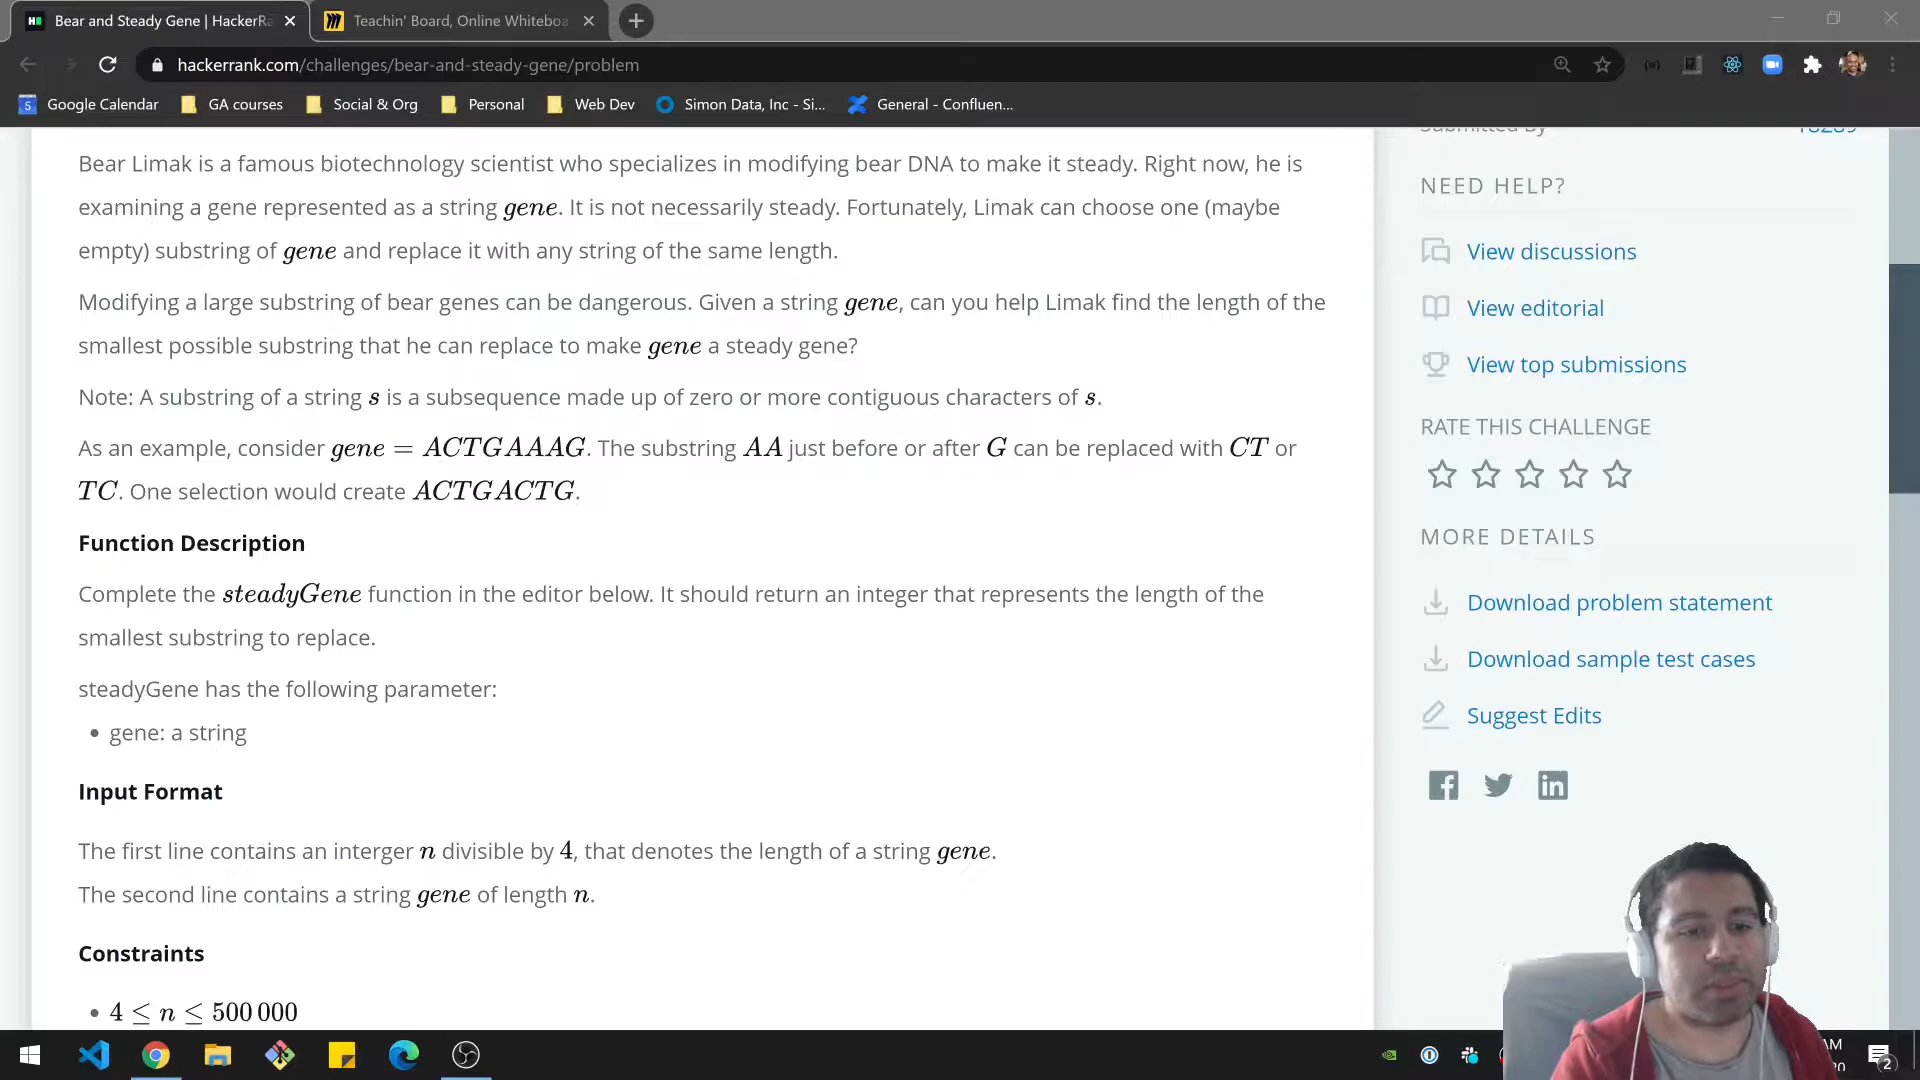 Bear and Steady Gene | HackerRa
Teachin' Board, Online Whiteboa
hackerrank.com/challenges/bear-and-steady-gene/problem
5 Google Calendar GA courses Social & Org Personal Web Dev Simon Data, Inc - Si... General - Confluen...
Bear Limak is a famous biotechnology scientist who specializes in modifying bear DNA to make it steady. Right now, he is
examining a gene represented as a string gene. It is not necessarily steady. Fortunately, Limak can choose one (maybe
empty) substring of gene and replace it with any string of the same length.
Modifying a large substring of bear genes can be dangerous. Given a string gene, can you help Limak find the length of the
smallest possible substring that he can replace to make gene a steady gene?
Note: A substring of a string s is a subsequence made up of zero or more contiguous characters of s.
As an example, consider gene = ACTGAAAG. The substring AA just before or after G can be replaced with CT or
TC. One selection would create ACTGACTG.
Function Description
Complete the steadyGene function in the editor below. It should return an integer that represents the length of the
smallest substring to replace.
steadyGene has the following parameter:
• gene: a string
Input Format
The first line contains an interger n divisible by 4, that denotes the length of a string gene.
The second line contains a string gene of length n.
Constraints
• 4 ≤ n ≤ 500 000
Submitted By 18289
NEED HELP?
View discussions
View editorial
View top submissions
RATE THIS CHALLENGE
MORE DETAILS
Download problem statement
Download sample test cases
Suggest Edits
AM
20
2